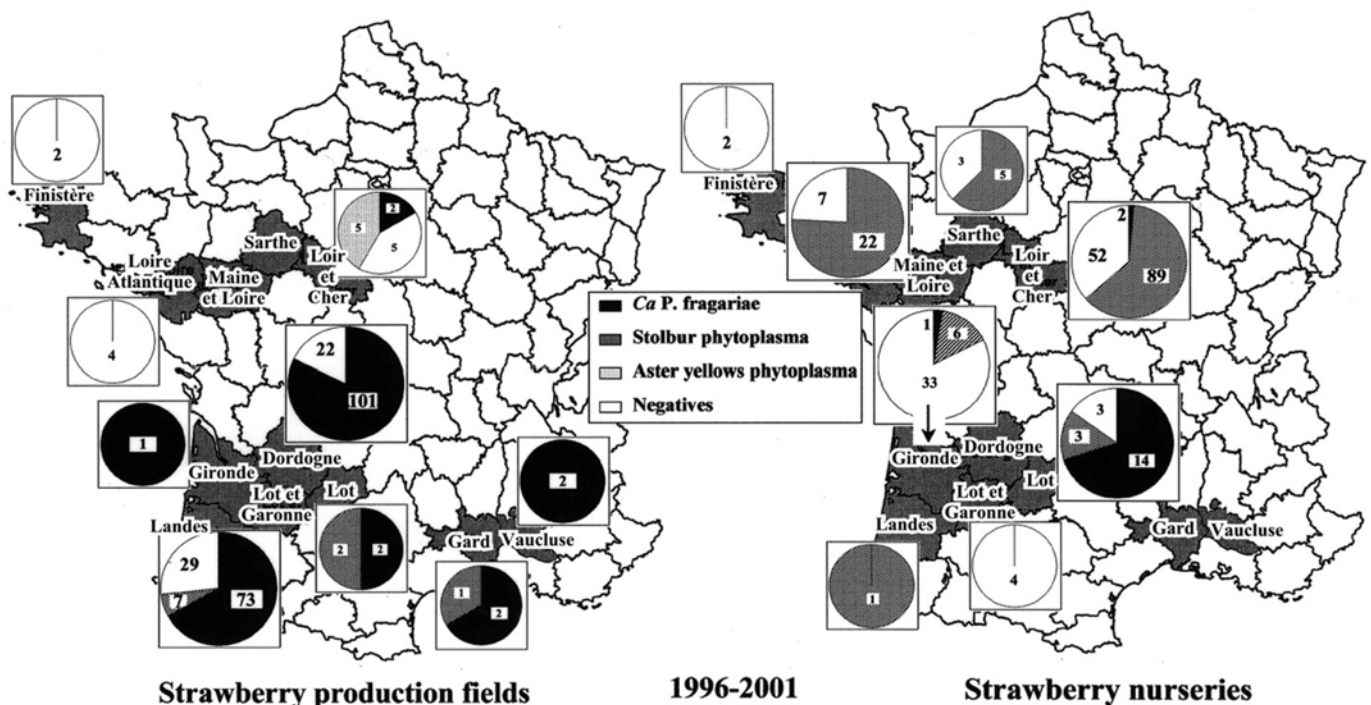 2
Finistère
Loire
Atlantique
Maine
et Loire
Sarthe
Loir
et
Cher
2
5
5
4
22
101
1
Gironde
Dordogne
Lot et
Garonne
Lot
Landes
29
7
73
2
2
Gard
Vaucluse
2
1
2
Ca P. fragariae
Stolbur phytoplasma
Aster yellows phytoplasma
Negatives
2
Finistère
7
22
3
5
Sarthe
Maine et
Loire
Loir
et
Cher
2
52
89
1
6
33
Gironde
Dordogne
Lot et
Garonne
Lot
Landes
3
3
14
Gard
Vaucluse
1
4
Strawberry production fields
1996-2001
Strawberry nurseries